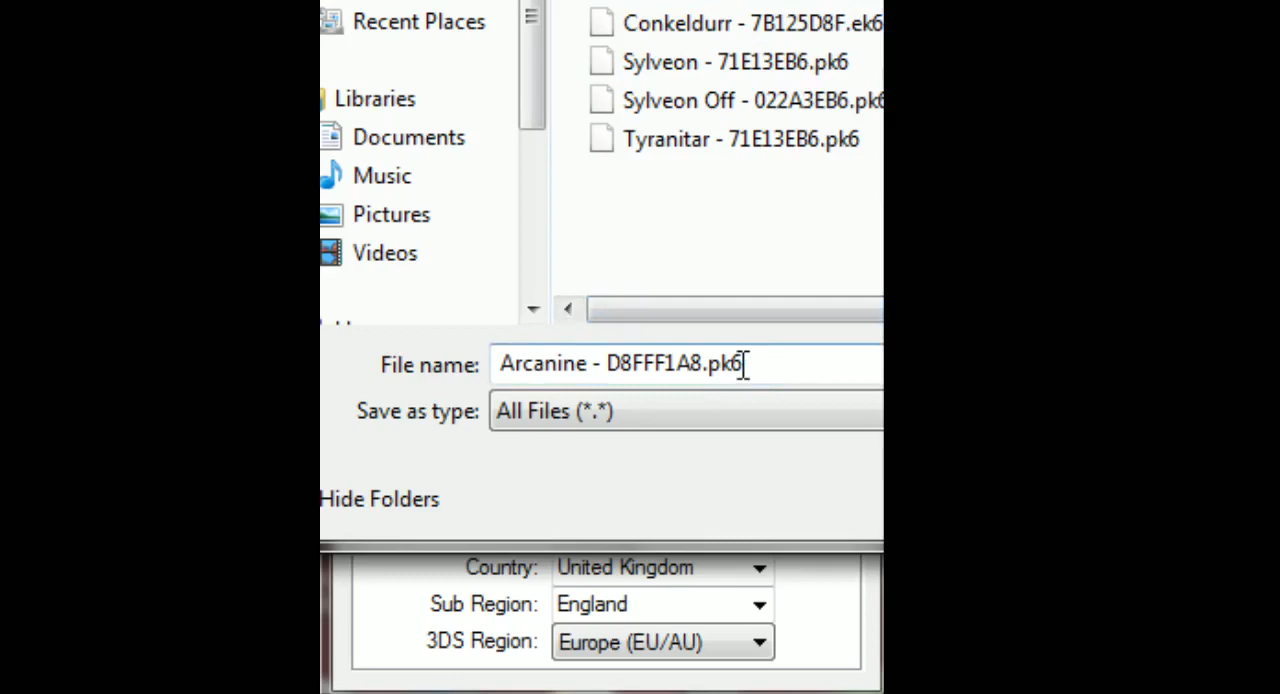 Recent Places
Libraries
Documents
Music
Pictures
Videos
Conkeldurr - 7B125D8F.ek6
Sylveon - 71E13EB6.pk6
Sylveon Off - 022A3EB6.pk6
Tyranitar - 71E13EB6.pk6
File name: Arcanine - D8FFF1A8.pk6
Save as type: All Files (*.*)
Hide Folders
Country: United Kingdom
Sub Region: England
3DS Region: Europe (EU/AU)